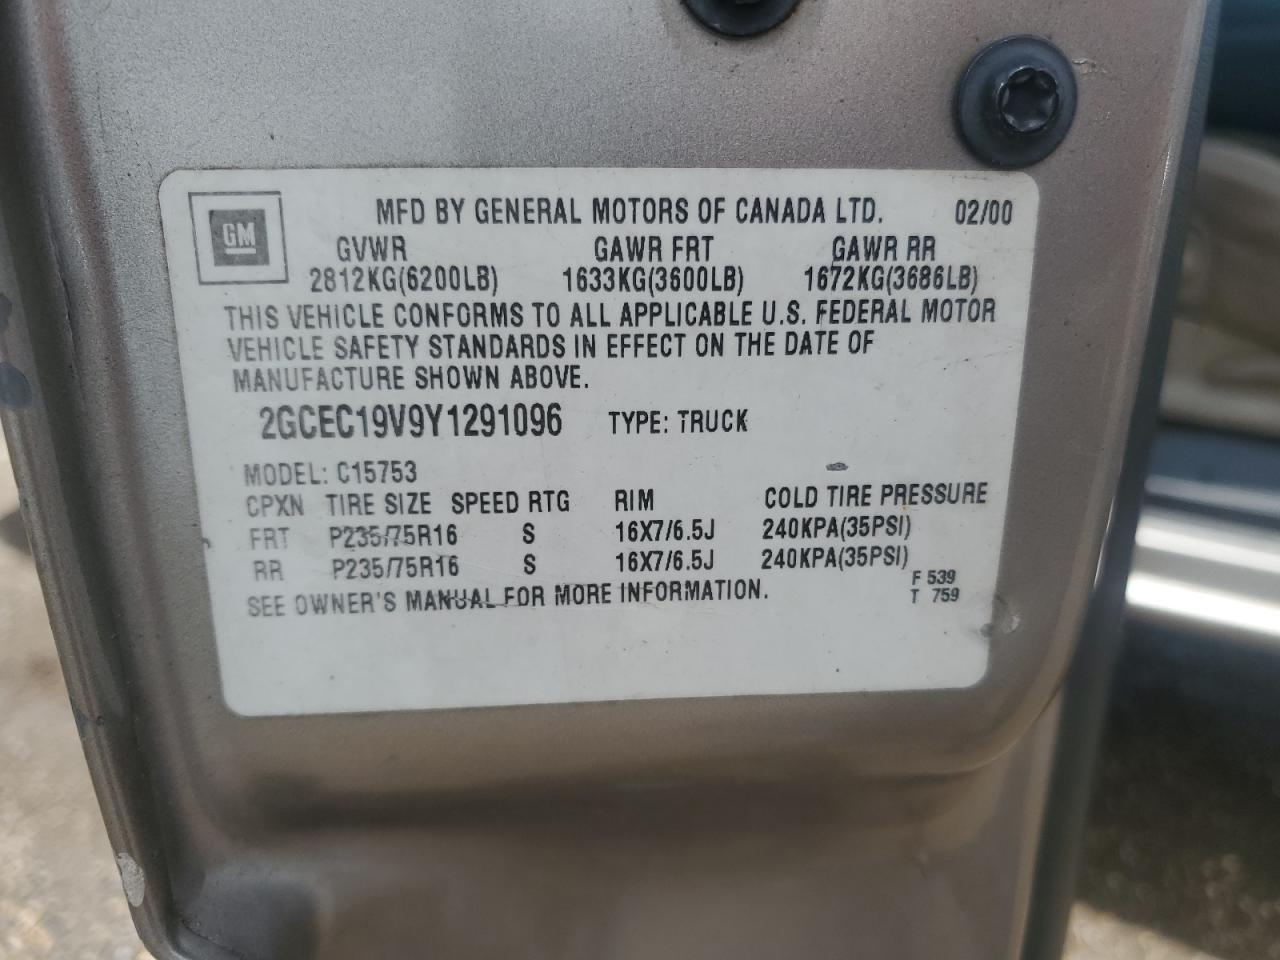 GM MFD BY GENERAL MOTORS OF CANADA LTD. 02/00
GVWR GAWR FRT GAWR RR
2812KG(6200LB) 1633KG(3600LB) 1672KG(3686LB)
THIS VEHICLE CONFORMS TO ALL APPLICABLE U.S. FEDERAL MOTOR
VEHICLE SAFETY STANDARDS IN EFFECT ON THE DATE OF
MANUFACTURE SHOWN ABOVE.
2GCEC19V9Y1291096 TYPE: TRUCK
MODEL: C15753
CPXN TIRE SIZE SPEED RTG RIM COLD TIRE PRESSURE
FRT P235/75R16 S 16X7/6.5J 240KPA(35PSI)
RR P235/75R16 S 16X7/6.5J 240KPA(35PSI)
SEE OWNER'S MANUAL FOR MORE INFORMATION. F 539
T 759